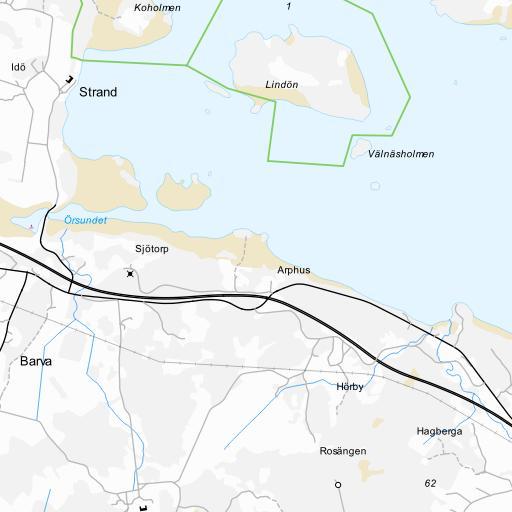 Koholmen
1
Idö
Lindön
Strand
Välnäsholmen
Örsundet
Sjötorp
Arphus
Barva
Hörby
Hagberga
Rosängen
62